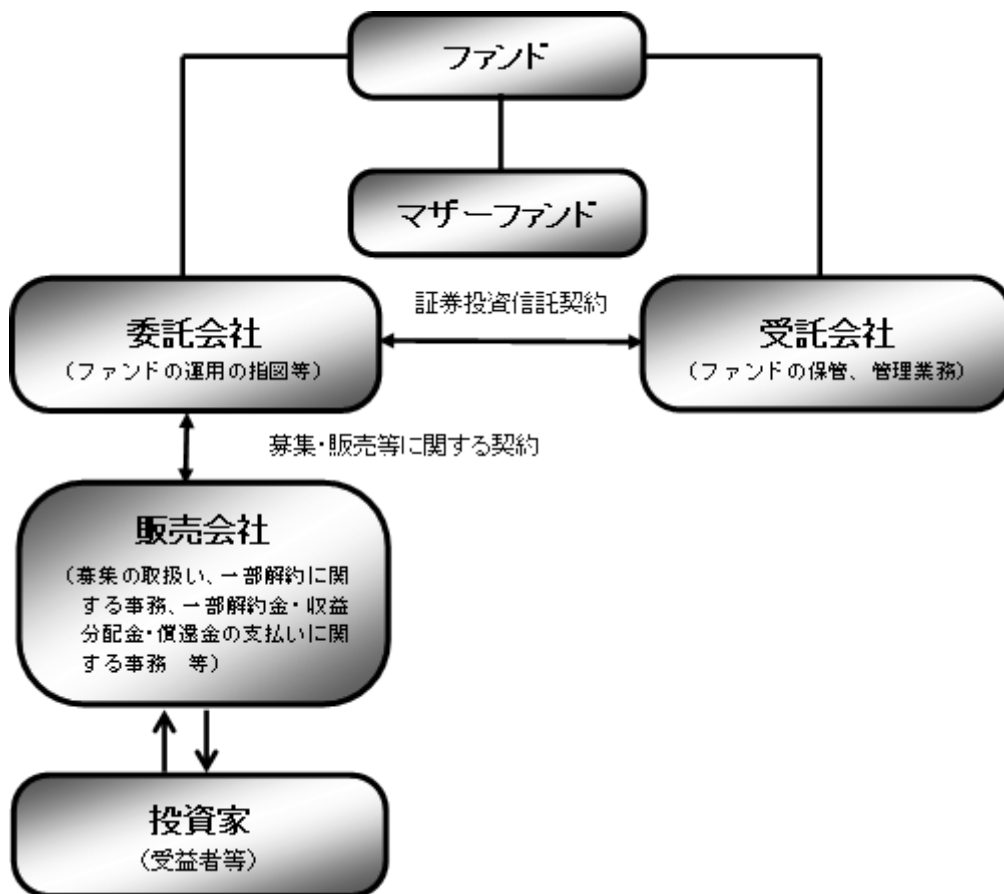 ファンド
マザーファンド
証券投資信託契約
委託会社
(ファンドの運用の指図等)
受託会社
(ファンドの保管、管理業務)
募集・販売等に関する契約
販売会社
(募集の取扱い、一部解約に関
する事務、一部解約金・収益
分配金・償還金の支払いに関
する事務　等)
投資家
(受益者等)